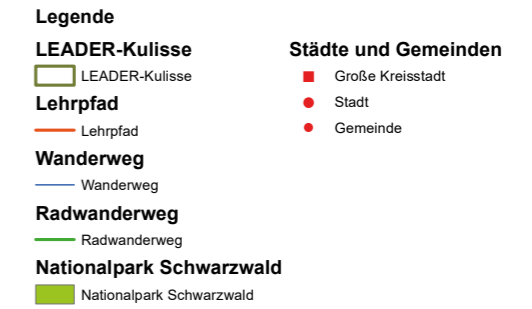 Legende
LEADER-Kulisse
LEADER-Kulisse
Lehrpfad
Lehrpfad
Wanderweg
Wanderweg
Radwanderweg
Radwanderweg
Nationalpark Schwarzwald
Nationalpark Schwarzwald
Städte und Gemeinden
Große Kreisstadt
Stadt
Gemeinde